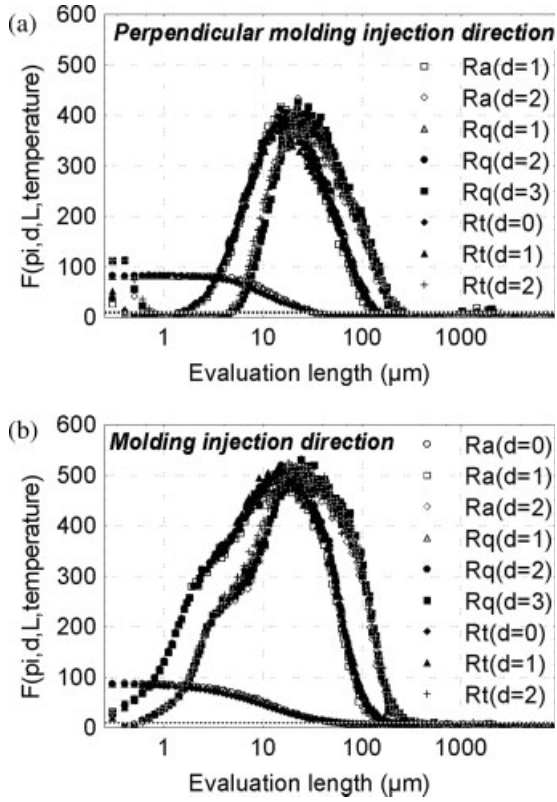 (a)
Perpendicular molding injection direction
600
500
400
300
200
100
0
F(pi,d,L,temperature)
Ra(d=1)
Ra(d=2)
Rq(d=1)
Rq(d=2)
Rq(d=3)
Rt(d=0)
Rt(d=1)
Rt(d=2)
1 10 100 1000
Evaluation length (µm)
(b)
Molding injection direction
600
500
400
300
200
100
0
F(pi,d,L,temperature)
Ra(d=0)
Ra(d=1)
Ra(d=2)
Rq(d=1)
Rq(d=2)
Rq(d=3)
Rt(d=0)
Rt(d=1)
Rt(d=2)
1 10 100 1000
Evaluation length (µm)